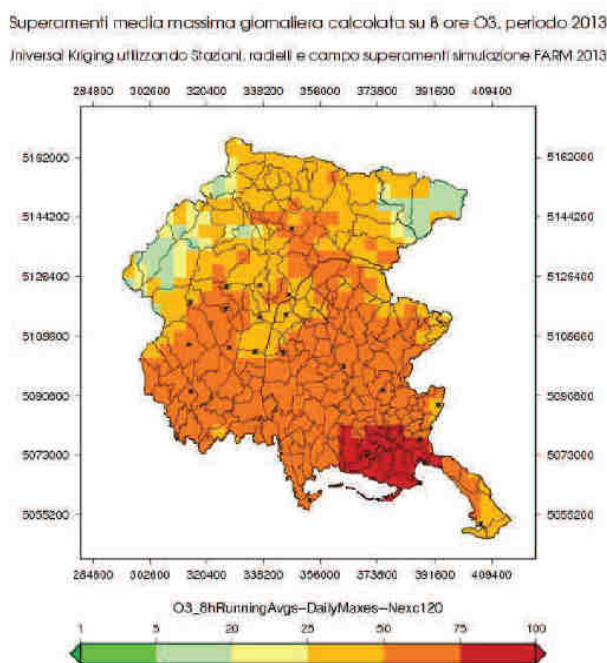 Superamenti media massima giornaliera calcolata su 8 ore O3, periodo 2013
Universal Kriging utilizzando Stazioni, radielli e campo superamenti simulazione FARM 2013
284800 302600 320400 338200 356000 373800 391600 409400
5162000 5162000
5144200 5144200
5126400 5126400
5108600 5108600
5090800 5090800
5073000 5073000
5055200 5055200
284800 302600 320400 338200 356000 373800 391600 409400
O3_8hRunningAvgs-DailyMaxes-Nexc120
1 5 20 25 50 75 100